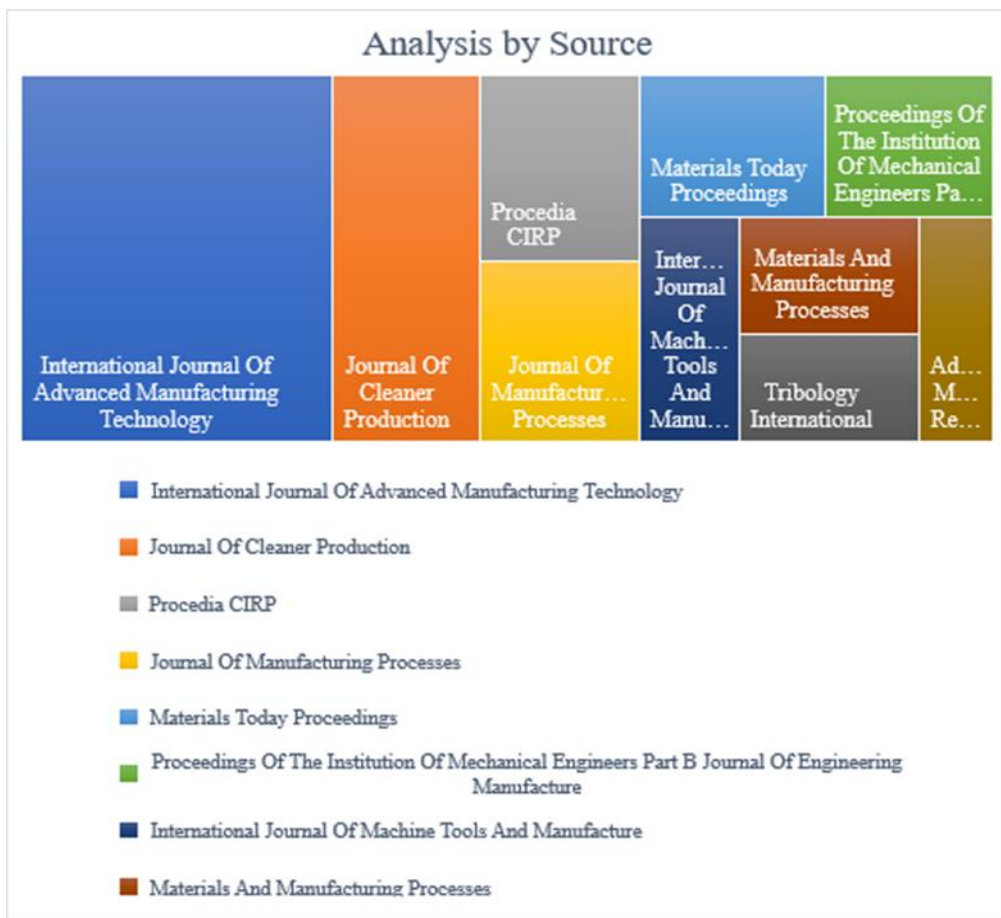 Analysis by Source
International Journal Of
Advanced Manufacturing
Technology
Journal Of
Cleaner
Production
Procedia
CIRP
Journal Of
Manufactur...
Processes
Materials Today
Proceedings
Proceedings Of
The Institution
Of Mechanical
Engineers Pa...
Inter...
Journal
Of
Mach...
Tools
And
Manu...
Materials And
Manufacturing
Processes
Tribology
International
Ad...
M...
Re...
International Journal Of Advanced Manufacturing Technology
Journal Of Cleaner Production
Procedia CIRP
Journal Of Manufacturing Processes
Materials Today Proceedings
Proceedings Of The Institution Of Mechanical Engineers Part B Journal Of Engineering
Manufacture
International Journal Of Machine Tools And Manufacture
Materials And Manufacturing Processes